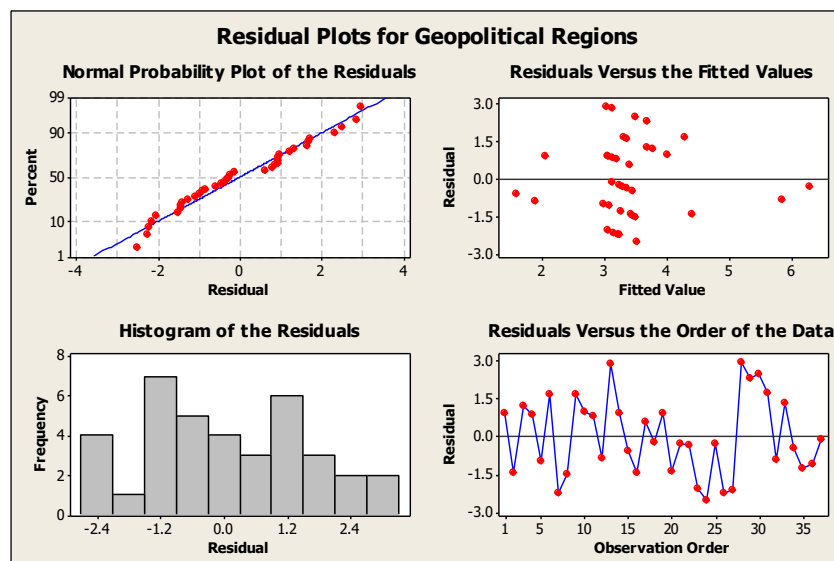 Residual Plots for Geopolitical Regions
Normal Probability Plot of the Residuals
99
90
50
10
1
Percent
-4 -2 0 2 4
Residual
Residuals Versus the Fitted Values
3.0
1.5
0.0
-1.5
-3.0
Residual
2 3 4 5 6
Fitted Value
Histogram of the Residuals
8
6
4
2
0
Frequency
-2.4 -1.2 0.0 1.2 2.4
Residual
Residuals Versus the Order of the Data
3.0
1.5
0.0
-1.5
-3.0
Residual
1 5 10 15 20 25 30 35
Observation Order